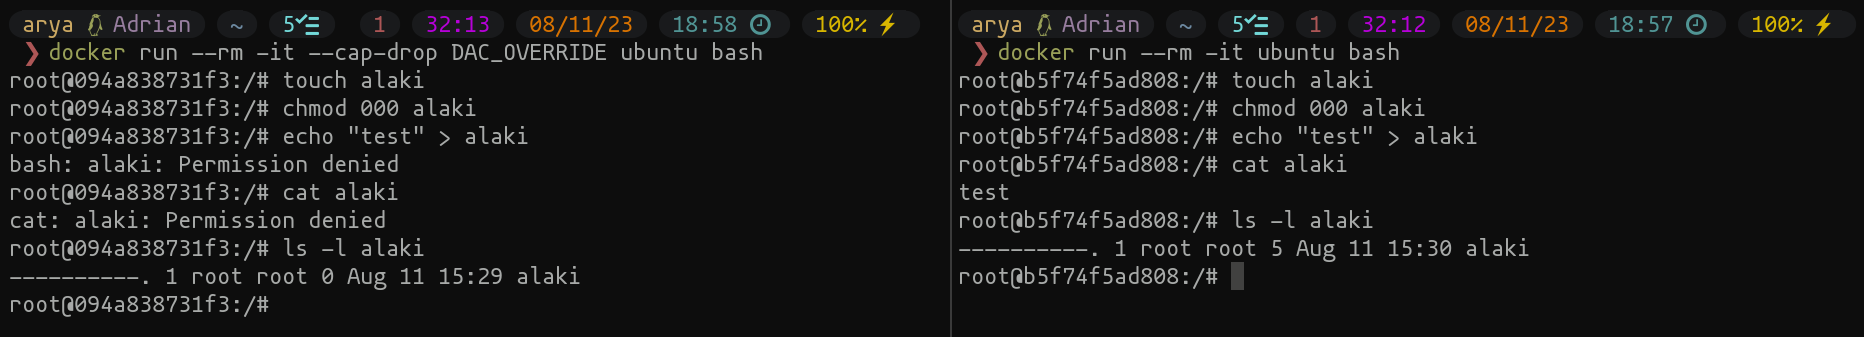 arya Adrian ~ 5 1 32:13 08/11/23 18:58 100%
❯ docker run --rm -it --cap-drop DAC_OVERRIDE ubuntu bash
root@094a838731f3:/# touch alaki
root@094a838731f3:/# chmod 000 alaki
root@094a838731f3:/# echo "test" > alaki
bash: alaki: Permission denied
root@094a838731f3:/# cat alaki
cat: alaki: Permission denied
root@094a838731f3:/# ls -l alaki
----------. 1 root root 0 Aug 11 15:29 alaki
root@094a838731f3:/#
arya Adrian ~ 5 1 32:12 08/11/23 18:57 100%
❯ docker run --rm -it ubuntu bash
root@b5f74f5ad808:/# touch alaki
root@b5f74f5ad808:/# chmod 000 alaki
root@b5f74f5ad808:/# echo "test" > alaki
root@b5f74f5ad808:/# cat alaki
test
root@b5f74f5ad808:/# ls -l alaki
----------. 1 root root 5 Aug 11 15:30 alaki
root@b5f74f5ad808:/#